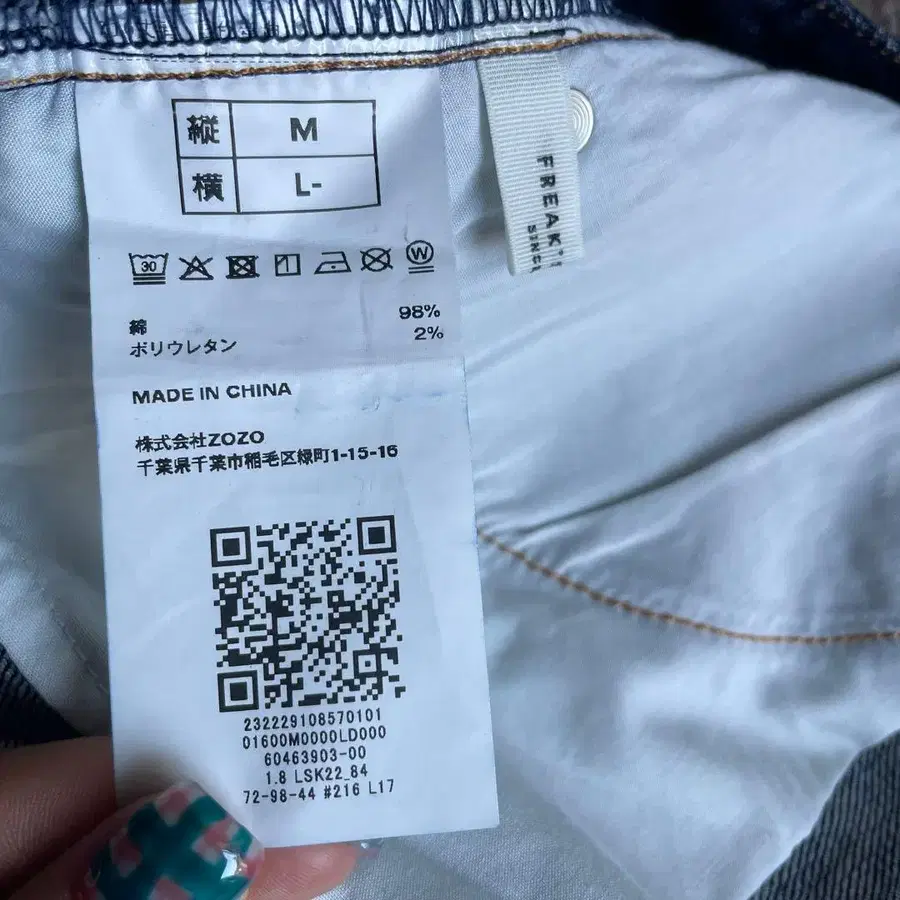 縦 M
横 L-
30
W
綿 98%
ポリウレタン 2%
MADE IN CHINA
株式会社ZOZO
千葉県千葉市稲毛区緑町1-15-16
232229108570101
01600M0000LD000
60463903-00
1.8 LSK22_84
72-98-44 #216 L17
FREAK'